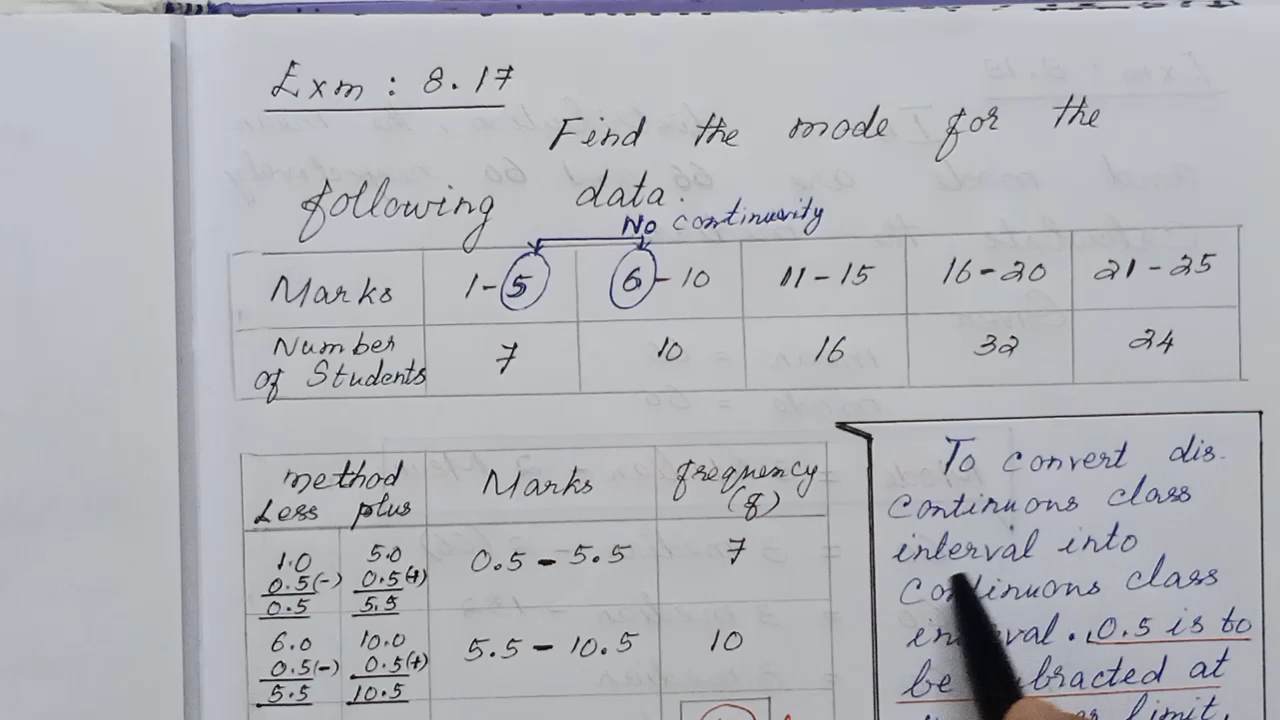 Exm : 8.17
Find the mode for the
following data.
No continuity
Marks 1-5 6-10 11-15 16-20 21-25
Number of Students 7 10 16 32 24
method Marks frequency (f)
Less plus
1.0 5.0 0.5 - 5.5 7
0.5(-) 0.5(+)
0.5 5.5
6.0 10.0 5.5 - 10.5 10
0.5(-) 0.5(+)
5.5 10.5
To convert dis-
continuous class
interval into
continuous class
0.5 is to
be
at
limit,